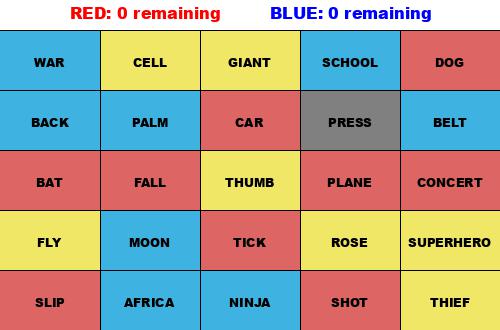 RED: 0 remaining BLUE: 0 remaining
WAR CELL GIANT SCHOOL DOG
BACK PALM CAR PRESS BELT
BAT FALL THUMB PLANE CONCERT
FLY MOON TICK ROSE SUPERHERO
SLIP AFRICA NINJA SHOT THIEF